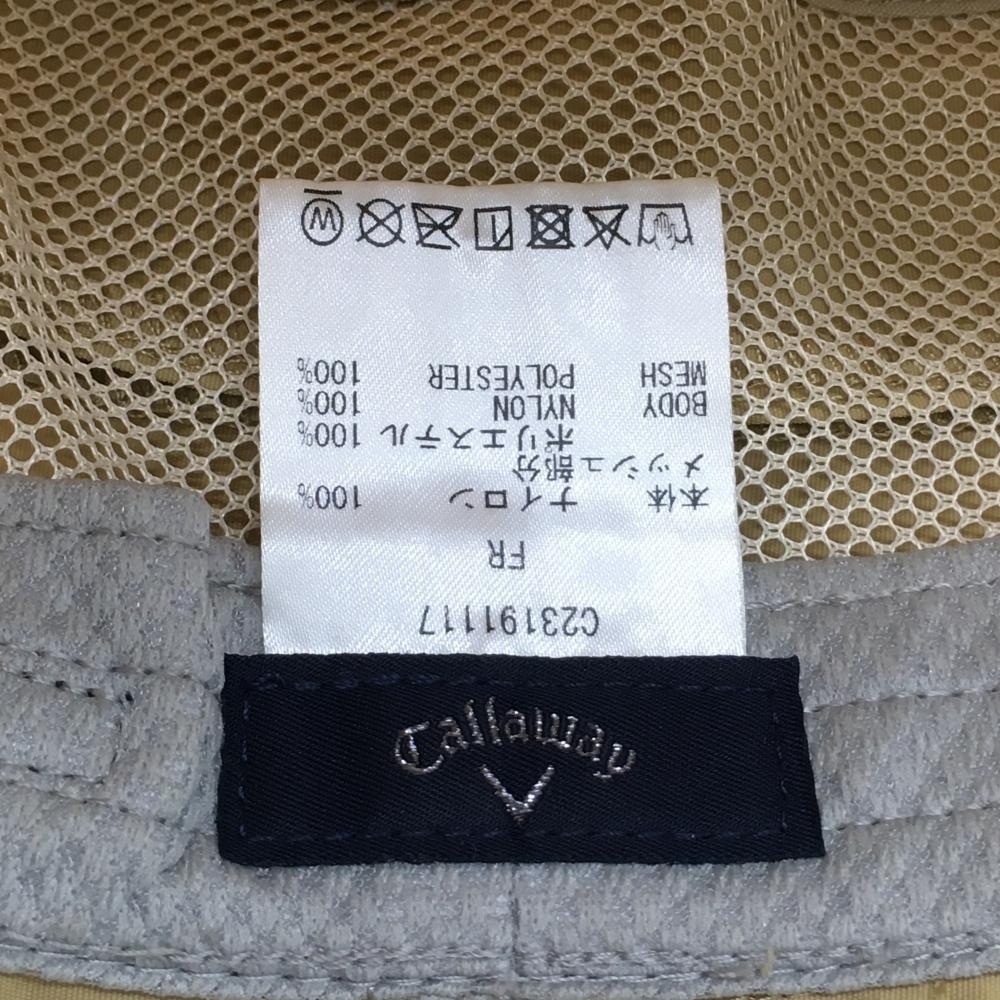 C23191117
FR
本体 ナイロン 100%
メッシュ部分
ポリエステル 100%
BODY NYLON 100%
MESH POLYESTER 100%
W
Callaway